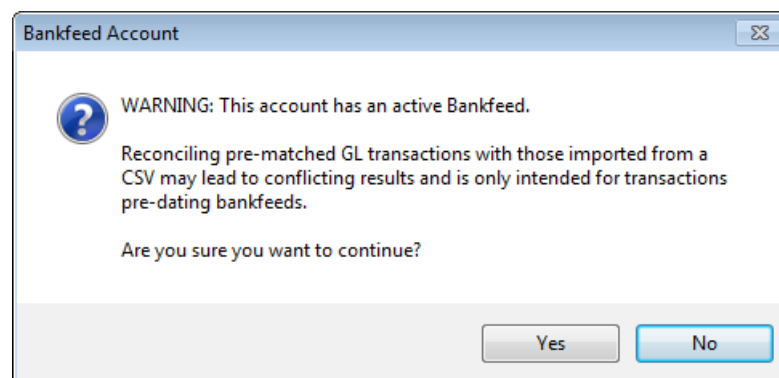 Bankfeed Account
WARNING: This account has an active Bankfeed.
Reconciling pre-matched GL transactions with those imported from a
CSV may lead to conflicting results and is only intended for transactions
pre-dating bankfeeds.
Are you sure you want to continue?
Yes No